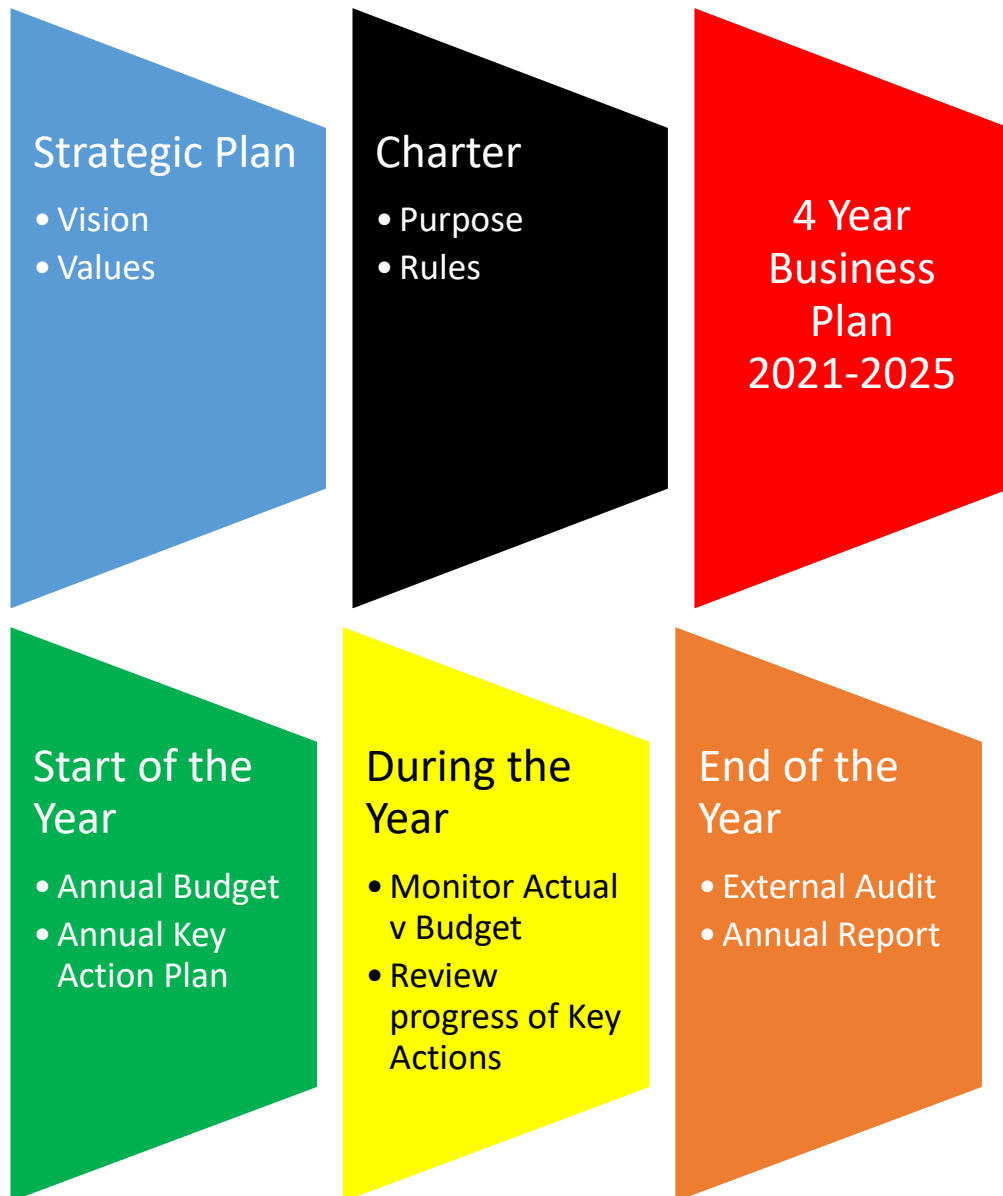 Strategic Plan
• Vision
• Values
Charter
• Purpose
• Rules
4 Year
Business
Plan
2021-2025
Start of the
Year
• Annual Budget
• Annual Key
Action Plan
During the
Year
• Monitor Actual
v Budget
• Review
progress of Key
Actions
End of the
Year
• External Audit
• Annual Report